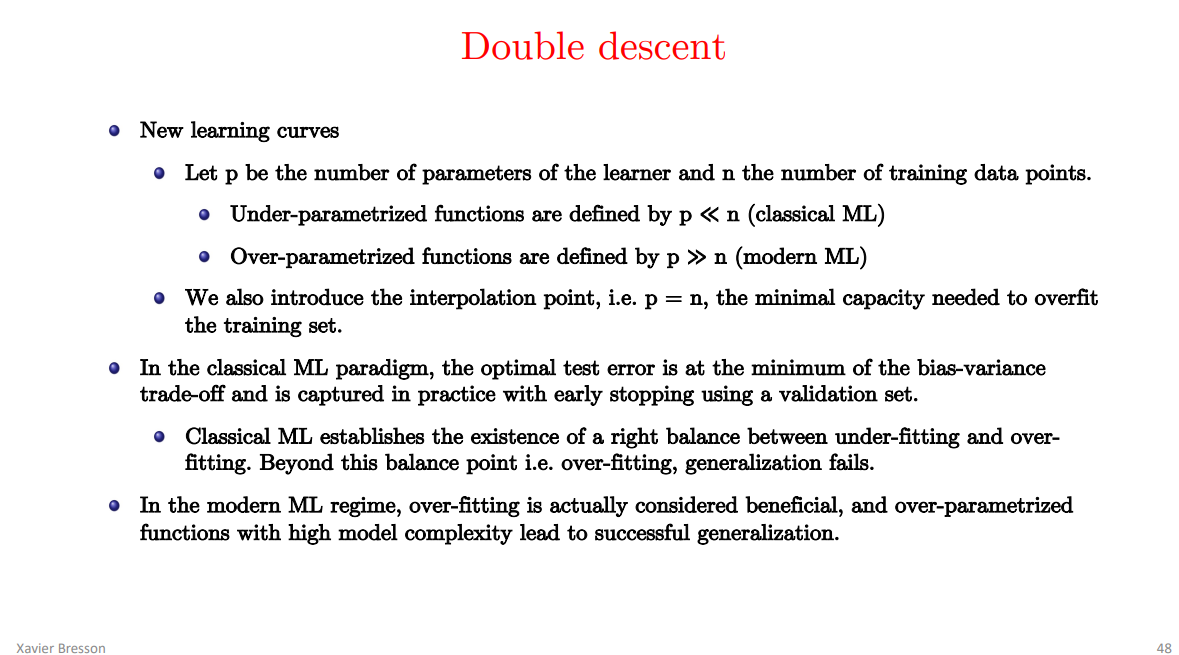 Double descent
New learning curves
Let p be the number of parameters of the learner and n the number of training data points.
Under-parametrized functions are defined by p ≪ n (classical ML)
Over-parametrized functions are defined by p ≫ n (modern ML)
We also introduce the interpolation point, i.e. p = n, the minimal capacity needed to overfit
the training set.
In the classical ML paradigm, the optimal test error is at the minimum of the bias-variance
trade-off and is captured in practice with early stopping using a validation set.
Classical ML establishes the existence of a right balance between under-fitting and over-
fitting. Beyond this balance point i.e. over-fitting, generalization fails.
In the modern ML regime, over-fitting is actually considered beneficial, and over-parametrized
functions with high model complexity lead to successful generalization.
Xavier Bresson
48